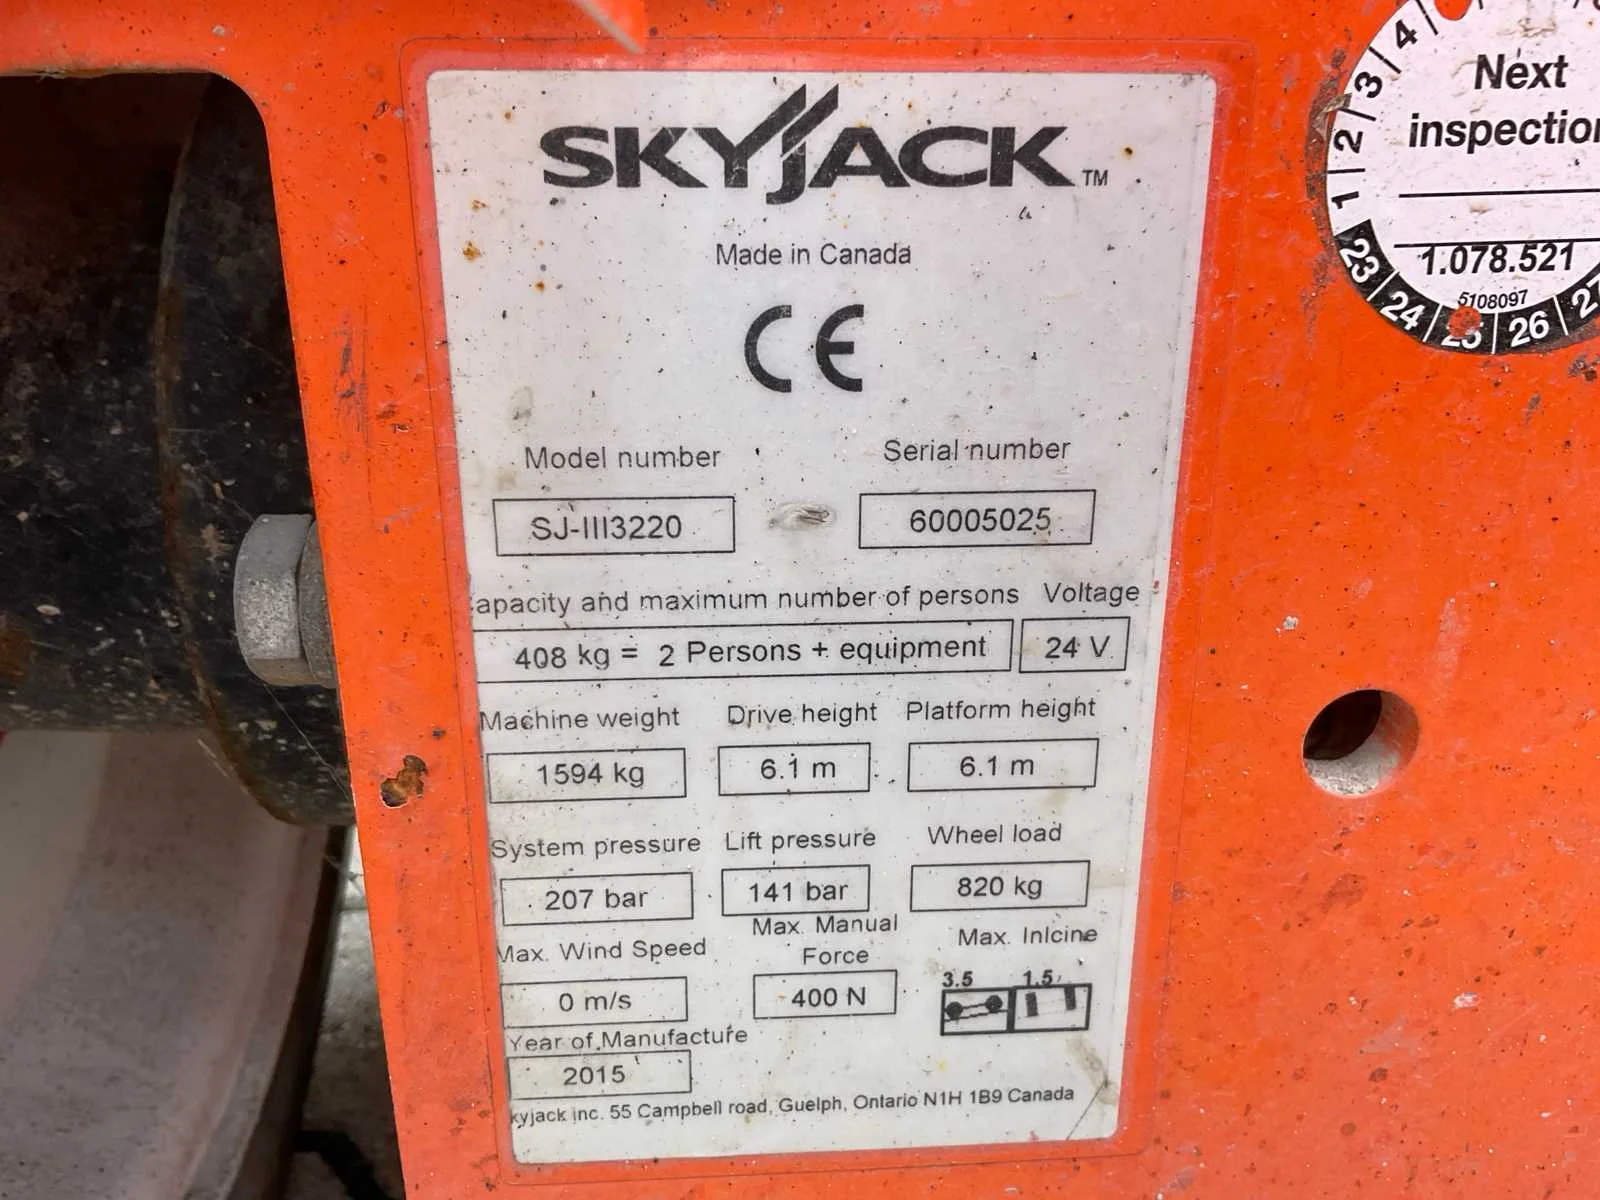 SKYJACK™
Made in Canada
CE
Model number Serial number
SJ-III3220 60005025
apacity and maximum number of persons Voltage
408 kg = 2 Persons + equipment 24 V
Machine weight Drive height Platform height
1594 kg 6.1 m 6.1 m
System pressure Lift pressure Wheel load
207 bar 141 bar 820 kg
Max. Wind Speed Max. Manual Force Max. Inlcine
0 m/s 400 N 3.5 1.5
Year of Manufacture
2015
kyjack inc. 55 Campbell road, Guelph, Ontario N1H 1B9 Canada
Next
inspection
1.078.521
5108097
1 2 3 4
23 24 25 26 27